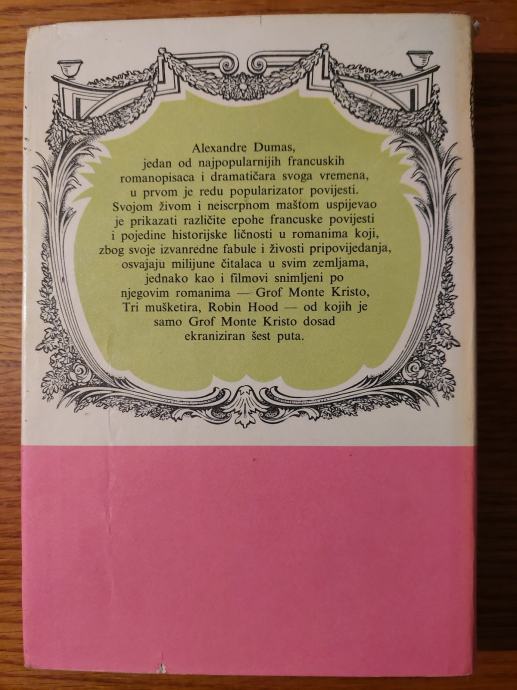 Alexandre Dumas,
jedan od najpopularnijih francuskih
romanopisaca i dramatičara svoga vremena,
u prvom je redu popularizator povijesti.
Svojom živom i neiscrpnom maštom uspijevao
je prikazati različite epohe francuske povijesti
i pojedine historijske ličnosti u romanima koji,
zbog svoje izvanredne fabule i živosti pripovijedanja,
osvajaju milijune čitalaca u svim zemljama,
jednako kao i filmovi snimljeni po
njegovim romanima — Grof Monte Kristo,
Tri mušketira, Robin Hood — od kojih je
samo Grof Monte Kristo dosad
ekraniziran šest puta.